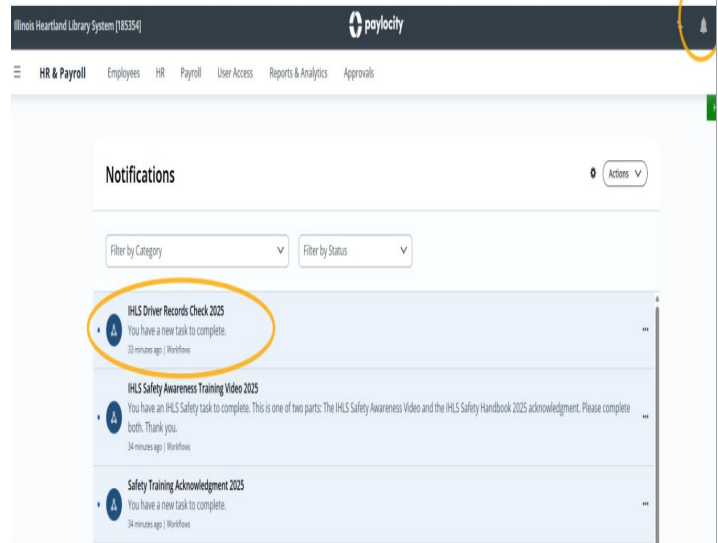 Illinois Heartland Library System [185354]
paylocity
HR & Payroll Employees HR Payroll User Access Reports & Analytics Approvals
Notifications
Actions
Filter by Category
Filter by Status
IHLS Driver Records Check 2025
You have a new task to complete.
33 minutes ago | Workflows
IHLS Safety Awareness Training Video 2025
You have an IHLS Safety task to complete. This is one of two parts: The IHLS Safety Awareness Video and the IHLS Safety Handbook 2025 acknowledgment. Please complete
both. Thank you.
34 minutes ago | Workflows
Safety Training Acknowledgment 2025
You have a new task to complete.
34 minutes ago | Workflows